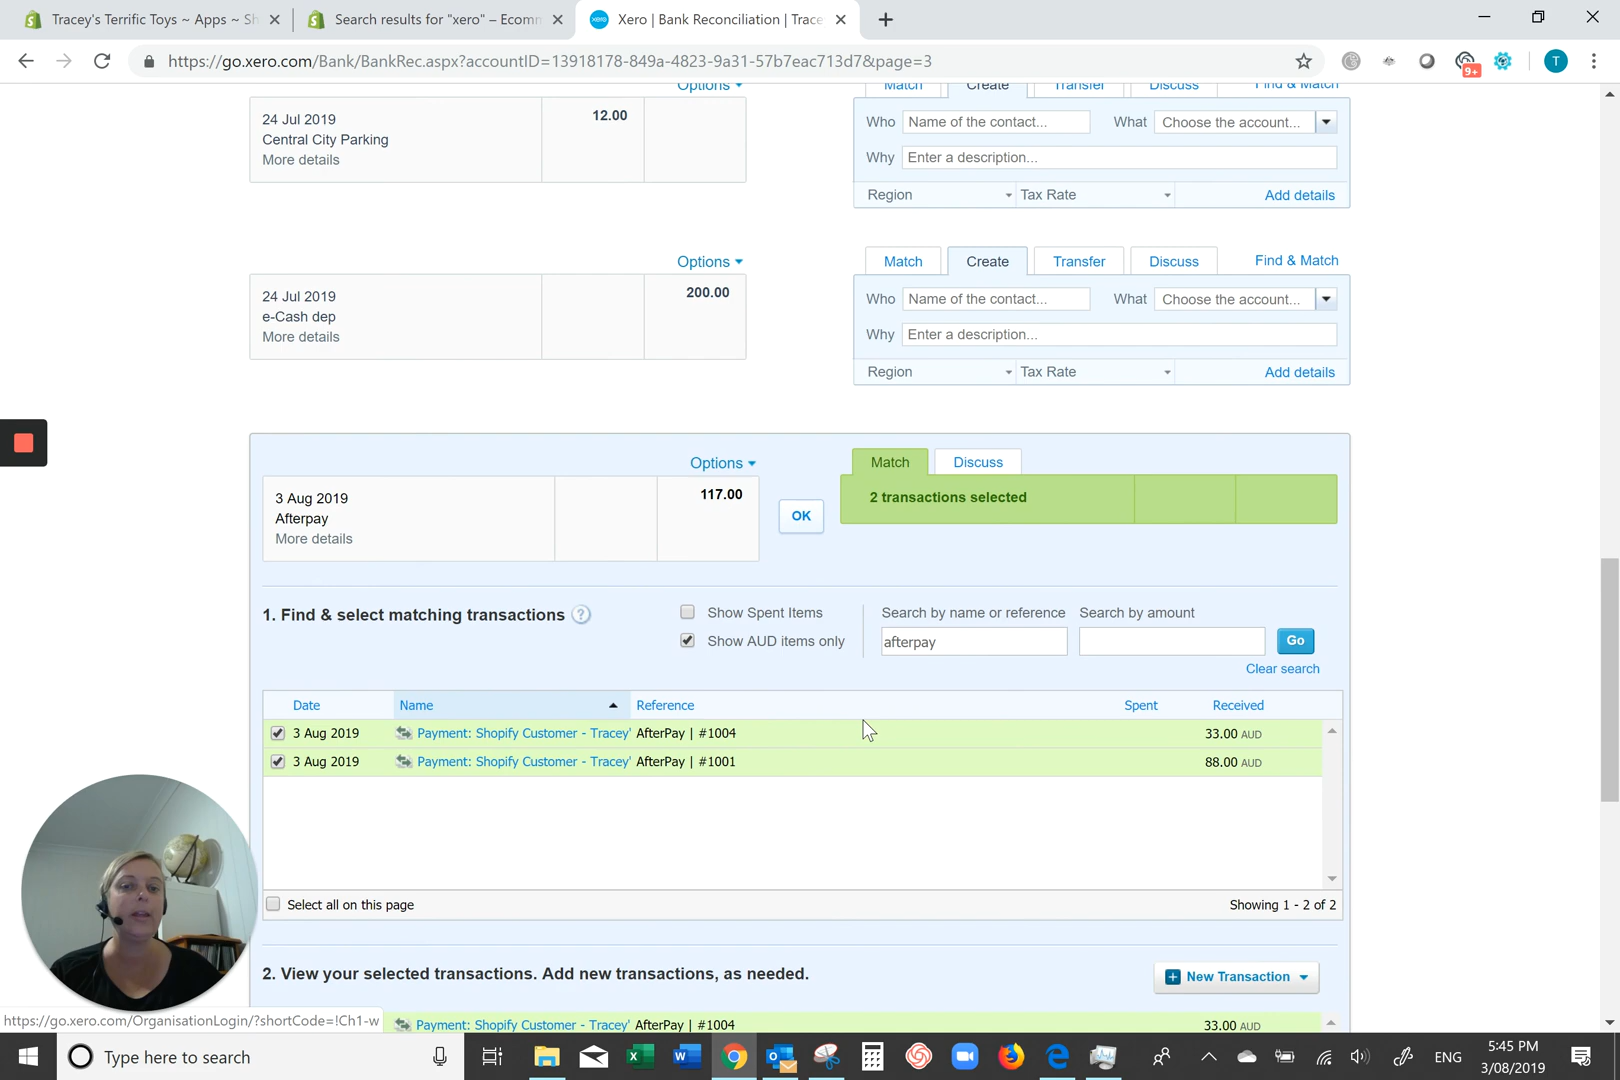 Tracey's Terrific Toys ~ Apps ~ Sh
Search results for "xero" – Ecomm
Xero | Bank Reconciliation | Trace
https://go.xero.com/Bank/BankRec.aspx?accountID=13918178-849a-4823-9a31-57b7eac713d7&page=3
9+
T
Options
Match Create Transfer Discuss Find & Match
24 Jul 2019 12.00
Central City Parking
More details
Who Name of the contact... What Choose the account...
Why Enter a description...
Region Tax Rate Add details
Options
Match Create Transfer Discuss Find & Match
24 Jul 2019 200.00
e-Cash dep
More details
Who Name of the contact... What Choose the account...
Why Enter a description...
Region Tax Rate Add details
Options
Match Discuss
3 Aug 2019 117.00
Afterpay
More details
OK
2 transactions selected
1. Find & select matching transactions ?
Show Spent Items
Show AUD items only
Search by name or reference
afterpay
Search by amount
Go
Clear search
Date Name Reference Spent Received
3 Aug 2019 Payment: Shopify Customer - Tracey' AfterPay | #1004 33.00 AUD
3 Aug 2019 Payment: Shopify Customer - Tracey' AfterPay | #1001 88.00 AUD
Select all on this page Showing 1 - 2 of 2
2. View your selected transactions. Add new transactions, as needed.
New Transaction
Payment: Shopify Customer - Tracey' AfterPay | #1004 33.00 AUD
https://go.xero.com/OrganisationLogin/?shortCode=!Ch1-w
Type here to search
ENG
5:45 PM
3/08/2019